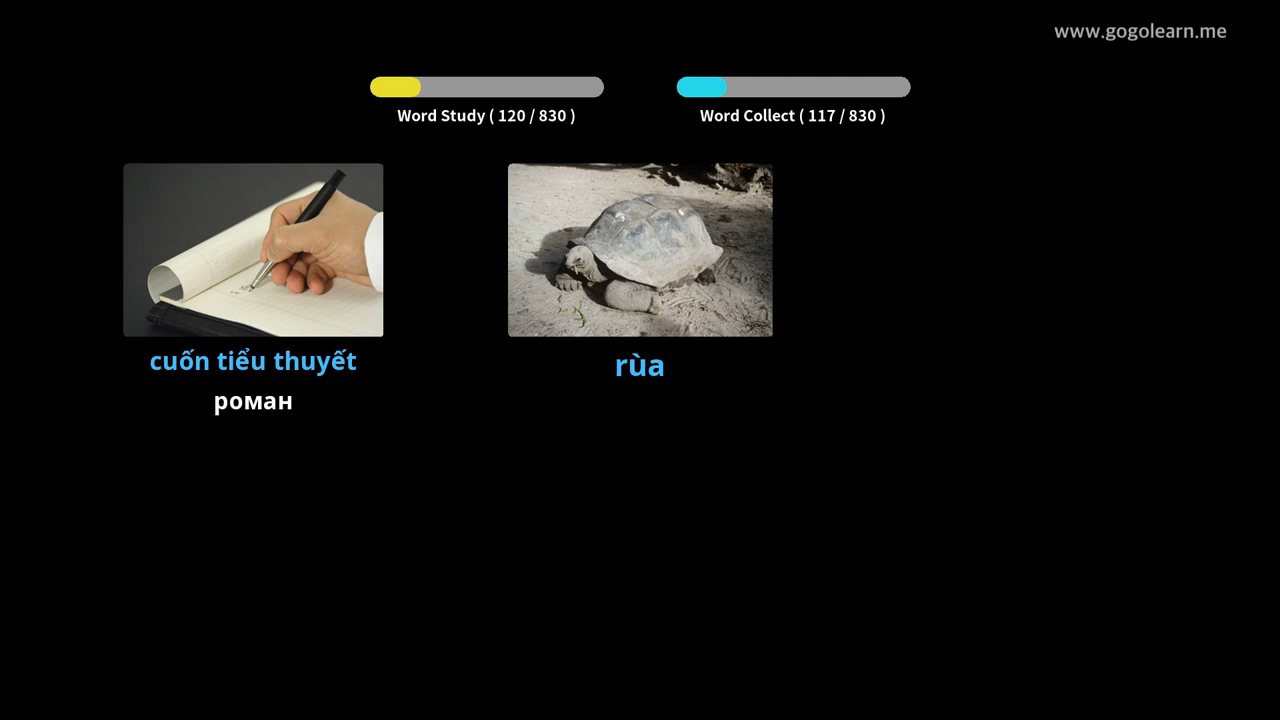 www.gogolearn.me
Word Study ( 120 / 830 )
Word Collect ( 117 / 830 )
cuốn tiểu thuyết
роман
rùa